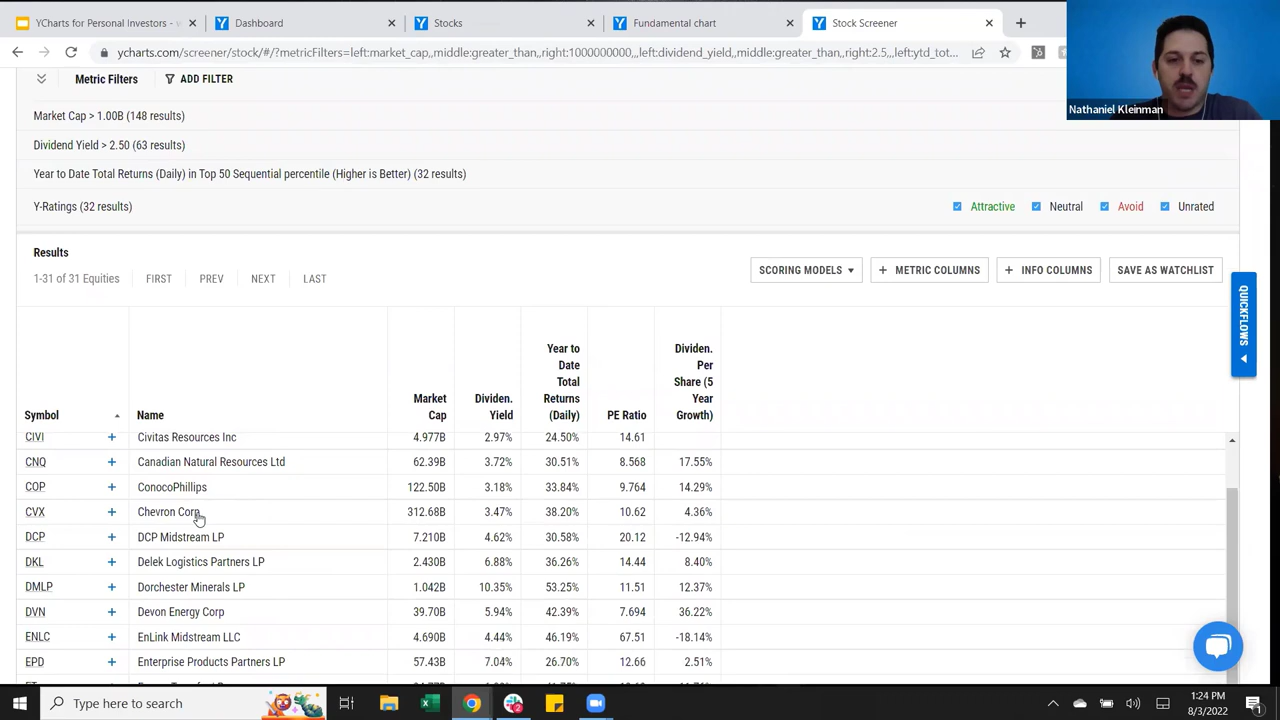 YCharts for Personal Investors - v
Dashboard
Stocks
Fundamental chart
Stock Screener
ycharts.com/screener/stock/#/?metricFilters=left:market_cap,,middle:greater_than,,right:1000000000,,,left:dividend_yield,,middle:greater_than,,right:2.5,,,left:ytd_tot...
Nathaniel Kleinman
Metric Filters
ADD FILTER
Market Cap > 1.00B (148 results)
Dividend Yield > 2.50 (63 results)
Year to Date Total Returns (Daily) in Top 50 Sequential percentile (Higher is Better) (32 results)
Y-Ratings (32 results) Attractive Neutral Avoid Unrated
Results
1-31 of 31 Equities FIRST PREV NEXT LAST
SCORING MODELS + METRIC COLUMNS + INFO COLUMNS SAVE AS WATCHLIST
QUICKFLOWS
Symbol
Name
Market
Cap
Dividen.
Yield
Year to
Date
Total
Returns
(Daily)
PE Ratio
Dividen.
Per
Share (5
Year
Growth)
CIVI + Civitas Resources Inc 4.977B 2.97% 24.50% 14.61
CNQ + Canadian Natural Resources Ltd 62.39B 3.72% 30.51% 8.568 17.55%
COP + ConocoPhillips 122.50B 3.18% 33.84% 9.764 14.29%
CVX + Chevron Corp 312.68B 3.47% 38.20% 10.62 4.36%
DCP + DCP Midstream LP 7.210B 4.62% 30.58% 20.12 -12.94%
DKL + Delek Logistics Partners LP 2.430B 6.88% 36.26% 14.44 8.40%
DMLP + Dorchester Minerals LP 1.042B 10.35% 53.25% 11.51 12.37%
DVN + Devon Energy Corp 39.70B 5.94% 42.39% 7.694 36.22%
ENLC + EnLink Midstream LLC 4.690B 4.44% 46.19% 67.51 -18.14%
EPD + Enterprise Products Partners LP 57.43B 7.04% 26.70% 12.66 2.51%
Type here to search
1:24 PM
8/3/2022